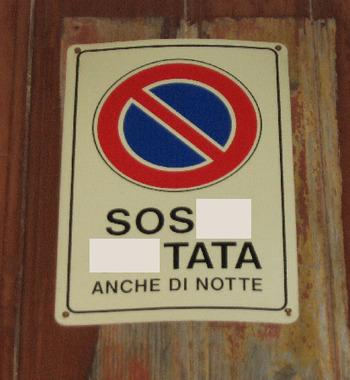 SOS
TATA
ANCHE DI NOTTE